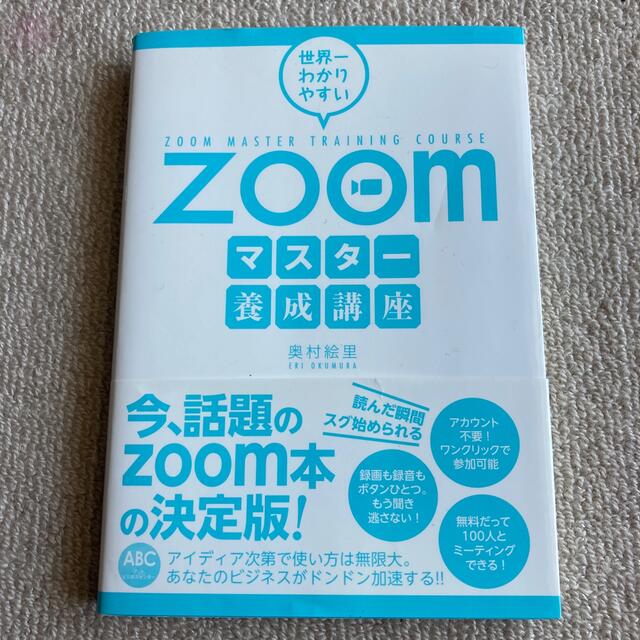 世界一
わかり
やすい
ZOOM MASTER TRAINING COURSE
zoom
マスター
養成講座
奥村絵里
ERI OKUMURA
今、話題の
zoom本
の決定版!
読んだ瞬間
スグ始められる
アカウント
不要!
ワンクリックで
参加可能
録画も録音も
ボタンひとつ。
もう聞き
逃さない!
無料だって
100人と
ミーティング
できる!
ABC
アイディア次第で使い方は無限大。
あなたのビジネスがドンドン加速する!!